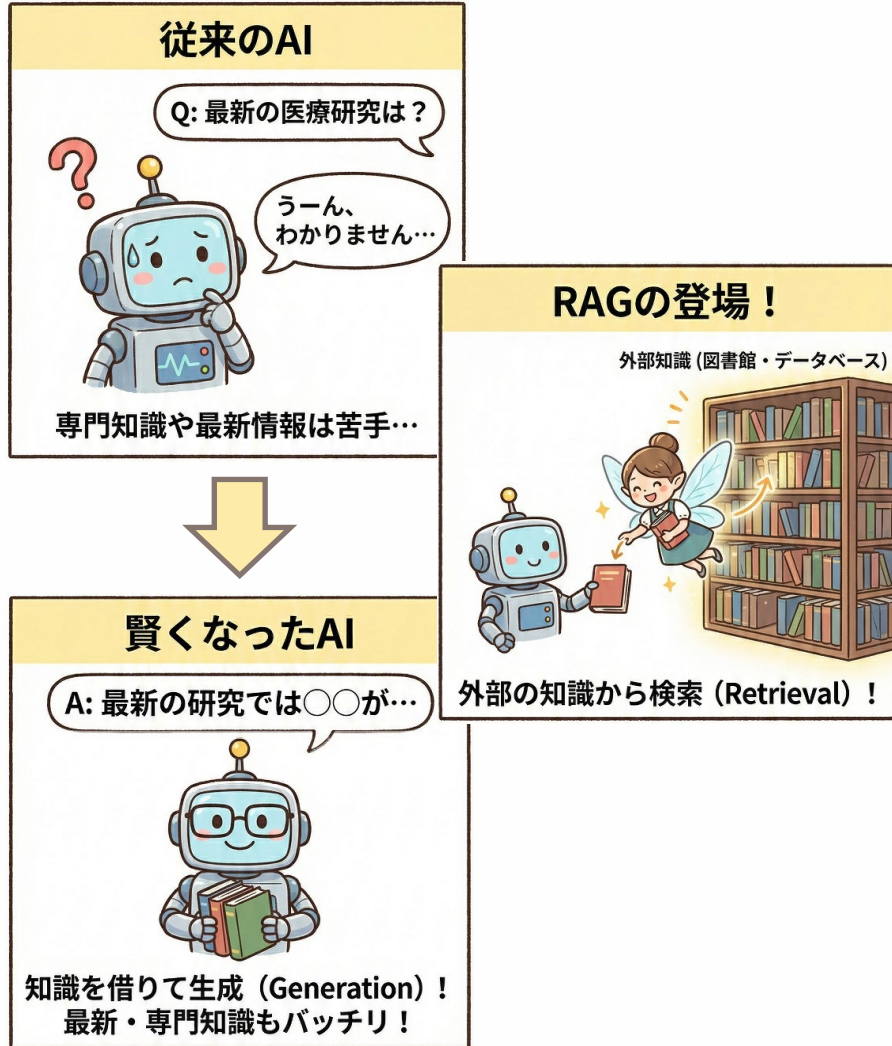 従来のAI
Q: 最新の医療研究は？
うーん、
わかりません…
専門知識や最新情報は苦手…
RAGの登場！
外部知識 (図書館・データベース)
外部の知識から検索（Retrieval）！
賢くなったAI
A: 最新の研究では〇〇が…
知識を借りて生成（Generation）！
最新・専門知識もバッチリ！